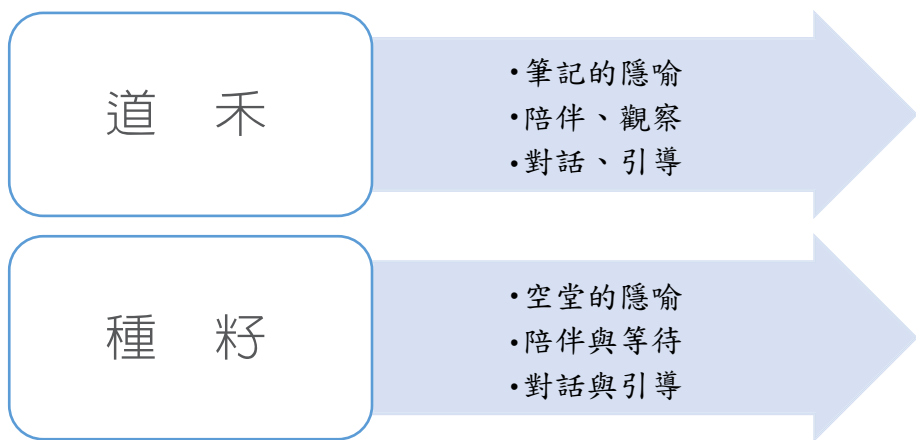 道 禾
•筆記的隱喻
•陪伴、觀察
•對話、引導
種 籽
•空堂的隱喻
•陪伴與等待
•對話與引導